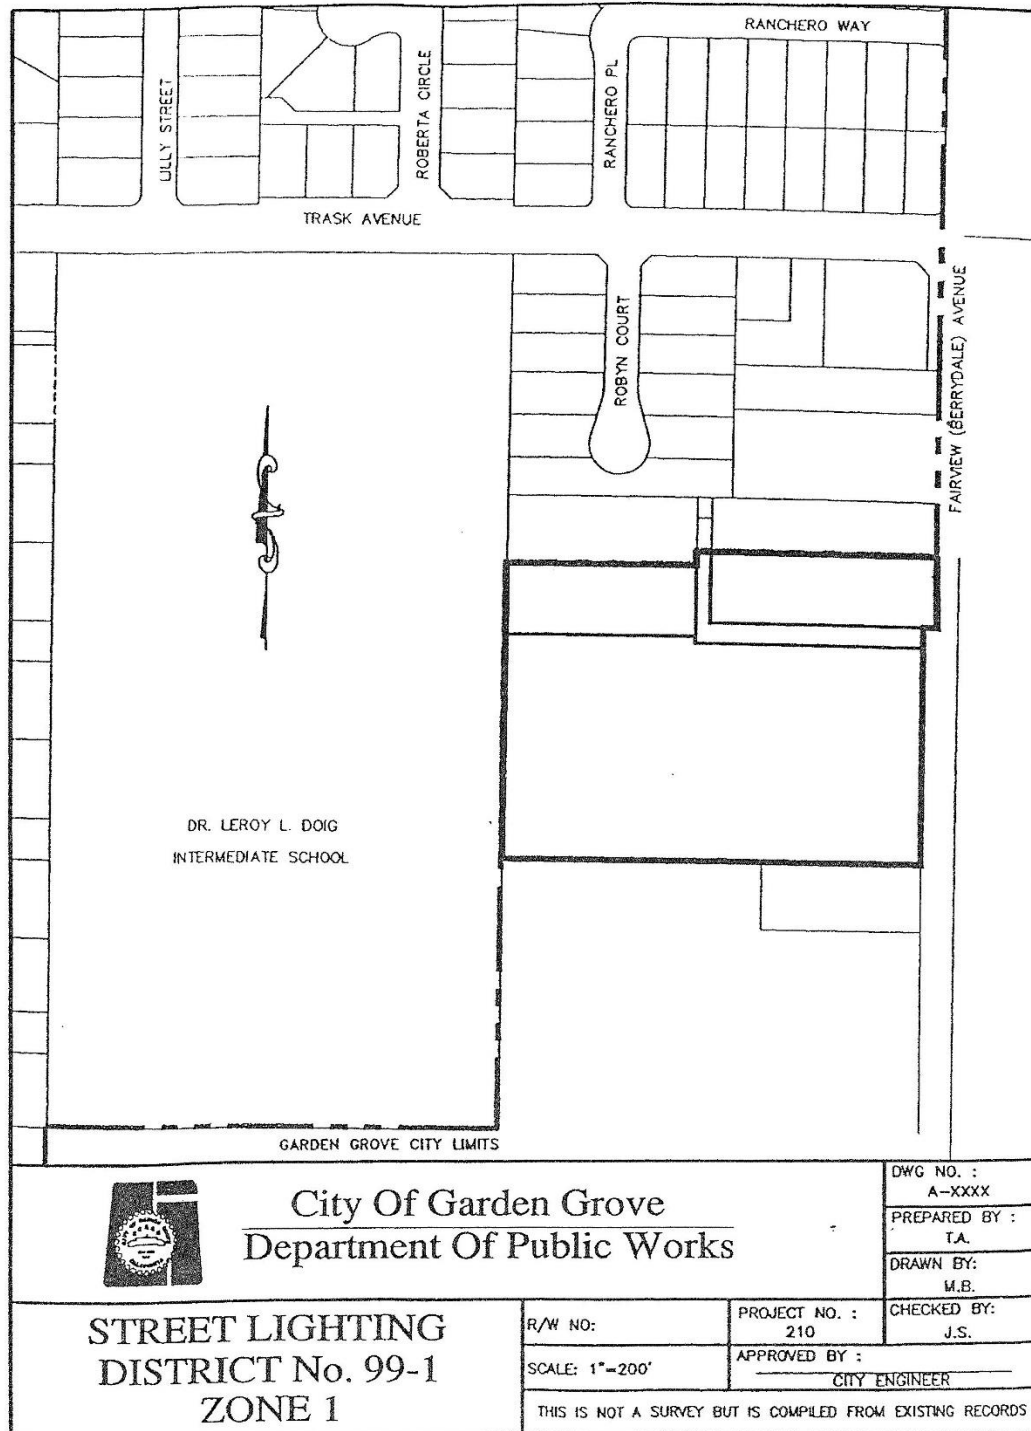 RANCHERO WAY
LILLY STREET
ROBERTA CIRCLE
RANCHERO PL
TRASK AVENUE
ROBYN COURT
FAIRVIEW (BERRYDALE) AVENUE
DR. LEROY L. DOIG
INTERMEDIATE SCHOOL
GARDEN GROVE CITY LIMITS
City Of Garden Grove
Department Of Public Works
DWG NO. :
A-XXXX
PREPARED BY :
T.A.
DRAWN BY:
M.B.
STREET LIGHTING
DISTRICT No. 99-1
ZONE 1
R/W NO:
PROJECT NO. :
210
CHECKED BY:
J.S.
SCALE: 1"=200'
APPROVED BY :
CITY ENGINEER
THIS IS NOT A SURVEY BUT IS COMPILED FROM EXISTING RECORDS